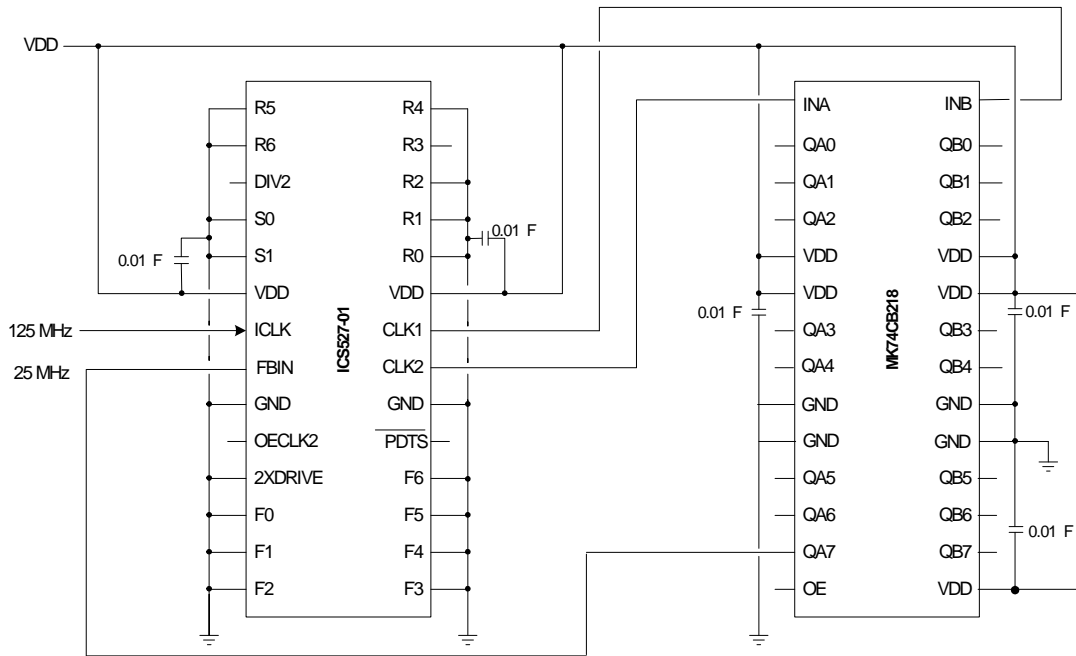 VDD
R5
R6
DIV2
S0
S1
VDD
ICLK
FBIN
GND
OECLK2
2XDRIVE
F0
F1
F2
ICS527-01
R4
R3
R2
R1
R0
VDD
CLK1
CLK2
GND
PDTS
F6
F5
F4
F3
0.01 F
0.01 F
125 MHz
25 MHz
INA
QA0
QA1
QA2
VDD
VDD
QA3
QA4
GND
GND
QA5
QA6
QA7
OE
MK74CB218
INB
QB0
QB1
QB2
VDD
VDD
QB3
QB4
GND
GND
QB5
QB6
QB7
VDD
0.01 F
0.01 F
0.01 F